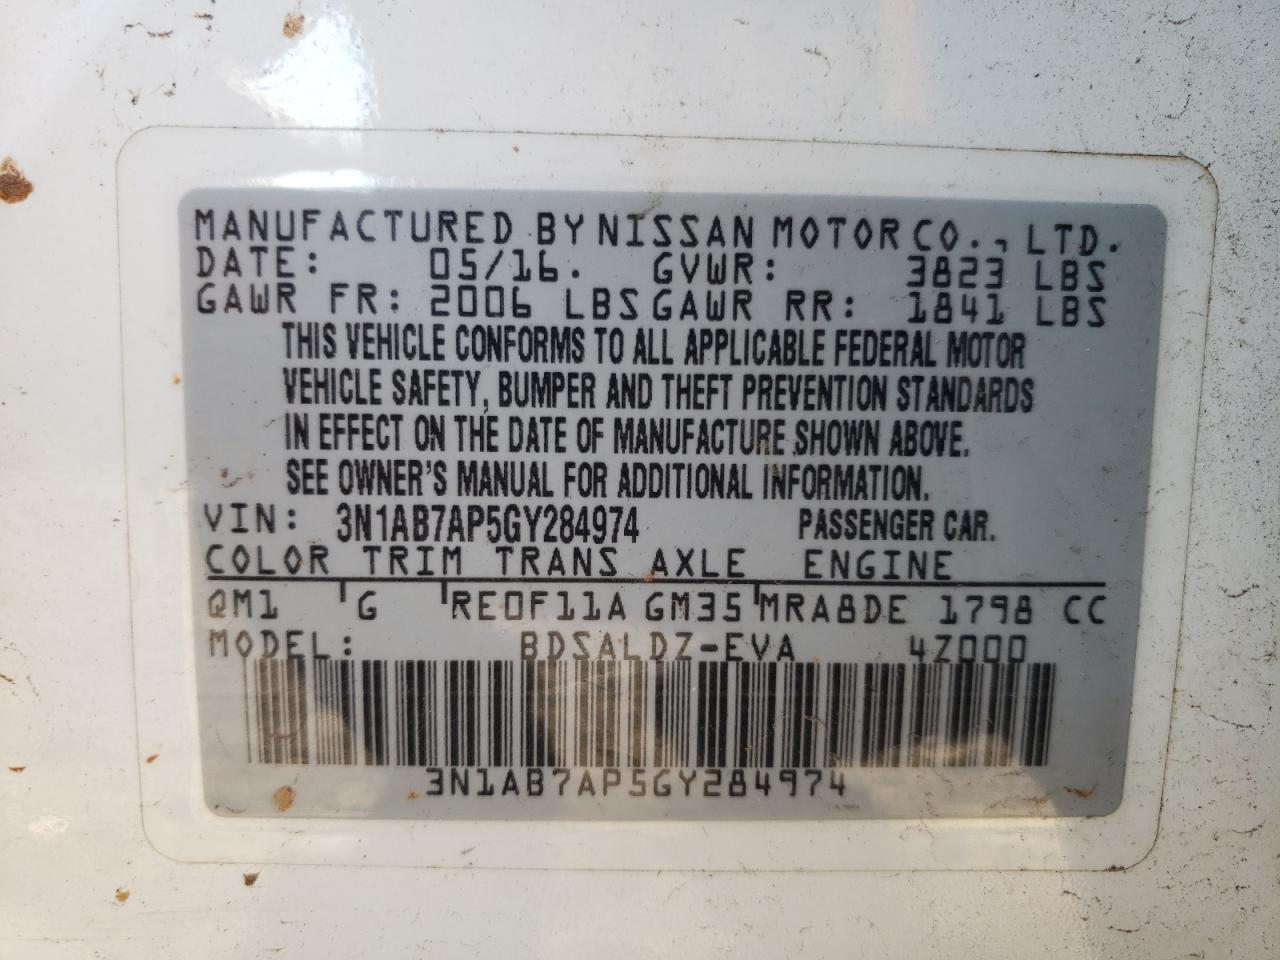 MANUFACTURED BY NISSAN MOTOR CO., LTD.
DATE: 05/16. GVWR: 3823 LBS
GAWR FR: 2006 LBS GAWR RR: 1841 LBS
THIS VEHICLE CONFORMS TO ALL APPLICABLE FEDERAL MOTOR
VEHICLE SAFETY, BUMPER AND THEFT PREVENTION STANDARDS
IN EFFECT ON THE DATE OF MANUFACTURE SHOWN ABOVE.
SEE OWNER'S MANUAL FOR ADDITIONAL INFORMATION.
VIN: 3N1AB7AP5GY284974 PASSENGER CAR.
COLOR TRIM TRANS AXLE ENGINE
QM1 G RE0F11A GM35 MRA8DE 1798 CC
MODEL: BDSALDZ-EVA 4Z000
3N1AB7AP5GY284974